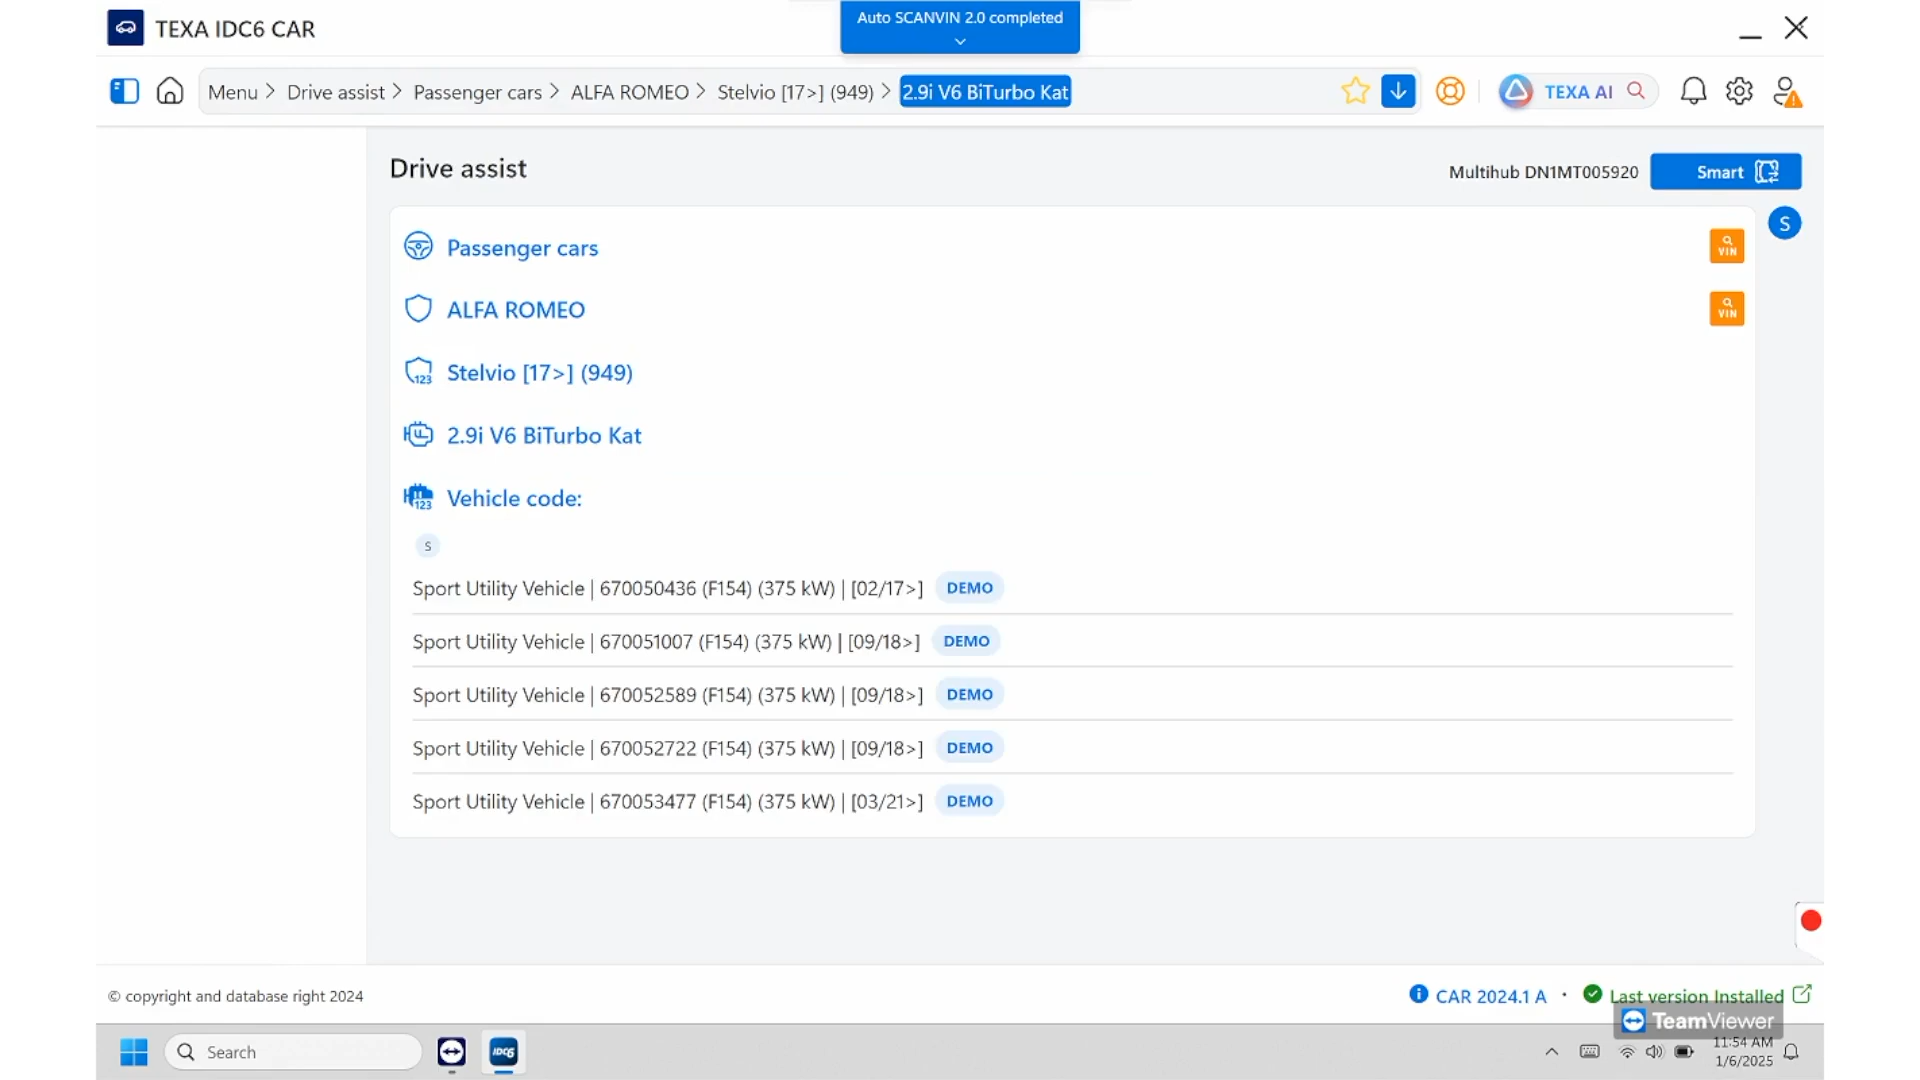 Auto SCANVIN 2.0 completed
TEXA IDC6 CAR
Menu > Drive assist > Passenger cars > ALFA ROMEO > Stelvio [17>] (949) > 2.9i V6 BiTurbo Kat
TEXA AI
Drive assist
Multihub DN1MT005920
Smart
S
Passenger cars
VIN
ALFA ROMEO
VIN
Stelvio [17>] (949)
123
2.9i V6 BiTurbo Kat
Vehicle code:
123
S
Sport Utility Vehicle | 670050436 (F154) (375 kW) | [02/17>] DEMO
Sport Utility Vehicle | 670051007 (F154) (375 kW) | [09/18>] DEMO
Sport Utility Vehicle | 670052589 (F154) (375 kW) | [09/18>] DEMO
Sport Utility Vehicle | 670052722 (F154) (375 kW) | [09/18>] DEMO
Sport Utility Vehicle | 670053477 (F154) (375 kW) | [03/21>] DEMO
© copyright and database right 2024
CAR 2024.1 A · Last version Installed
TeamViewer
Search
IDC6
11:54 AM
1/6/2025